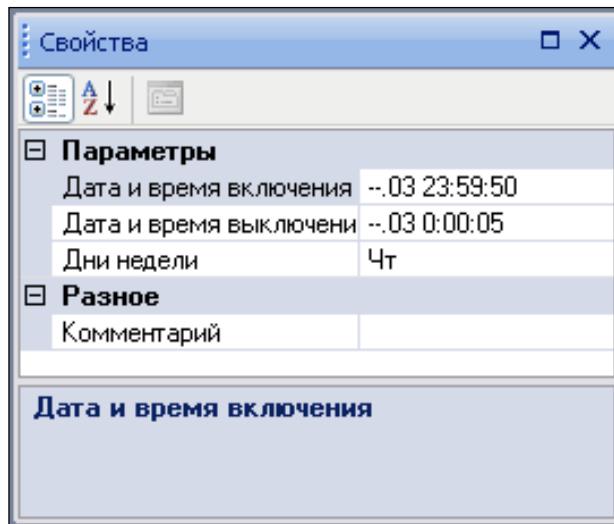 Свойства
Параметры
Дата и время включения --.03 23:59:50
Дата и время выключени --.03 0:00:05
Дни недели Чт
Разное
Комментарий
Дата и время включения